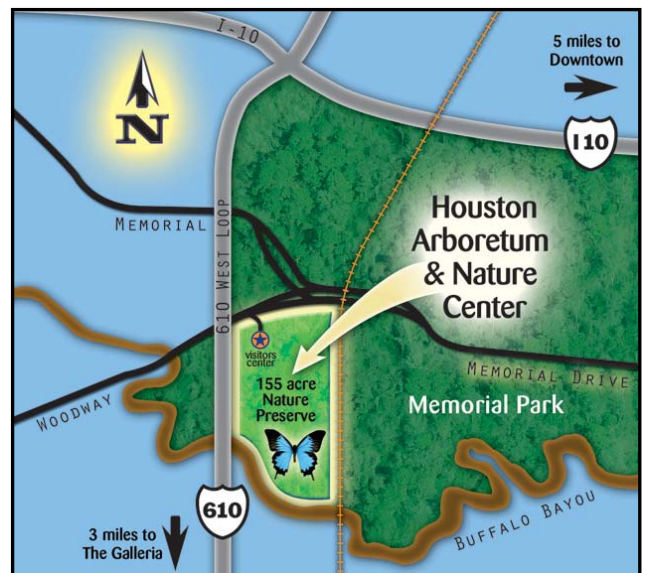 I-10
5 miles to
Downtown
I10
N
MEMORIAL
610 WEST LOOP
Houston
Arboretum
& Nature
Center
visitors
center
155 acre
Nature
Preserve
MEMORIAL DRIVE
Memorial Park
WOODWAY
610
BUFFALO BAYOU
3 miles to
The Galleria